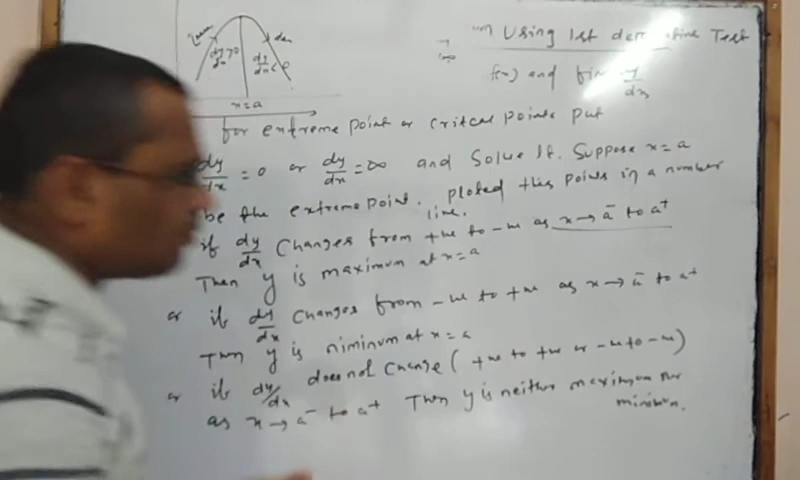 Using 1st derivative Test
f(x) and find dy/dx
dy/dx >0 dy/dx <0
x=a
for extreme point or critcal points put
dy/dx = 0 or dy/dx = ∞ and Solve it. Suppose x = a
be the extreme point. Ploted this points in a number
line.
if dy/dx Changes from +ve to -ve as x→a⁻ to a⁺
Then y is maximum at x=a
or if dy/dx Changes from -ve to +ve as x→a⁻ to a⁺
Then y is niminum at x=a
or if dy/dx does not Change (+ve to +ve or -ve to -ve)
as x→a⁻ to a⁺ Then y is neither maximum nor
minimum.